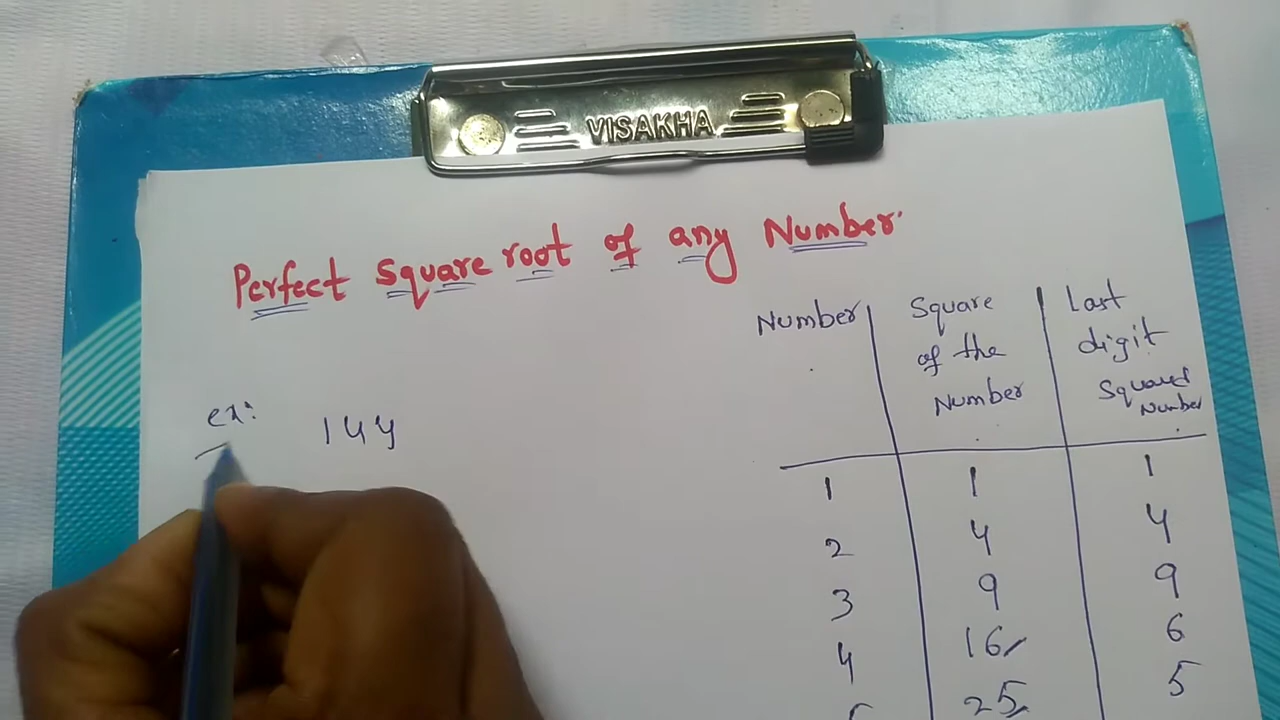 VISAKHA
Perfect Square root of any Number
Number
Square
of the
Number
Last
digit
Squared
Number
ex:
144
1 1 1
2 4 4
3 9 9
4 16 6
25 5